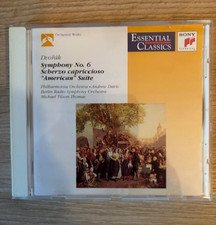 ESSENTIAL
CLASSICS
SONY
Dvořák
Symphony No. 6
Scherzo capriccioso
"American" Suite
Philharmonia Orchestra • Andrew Davis
Berlin Radio Symphony Orchestra
Michael Tilson Thomas